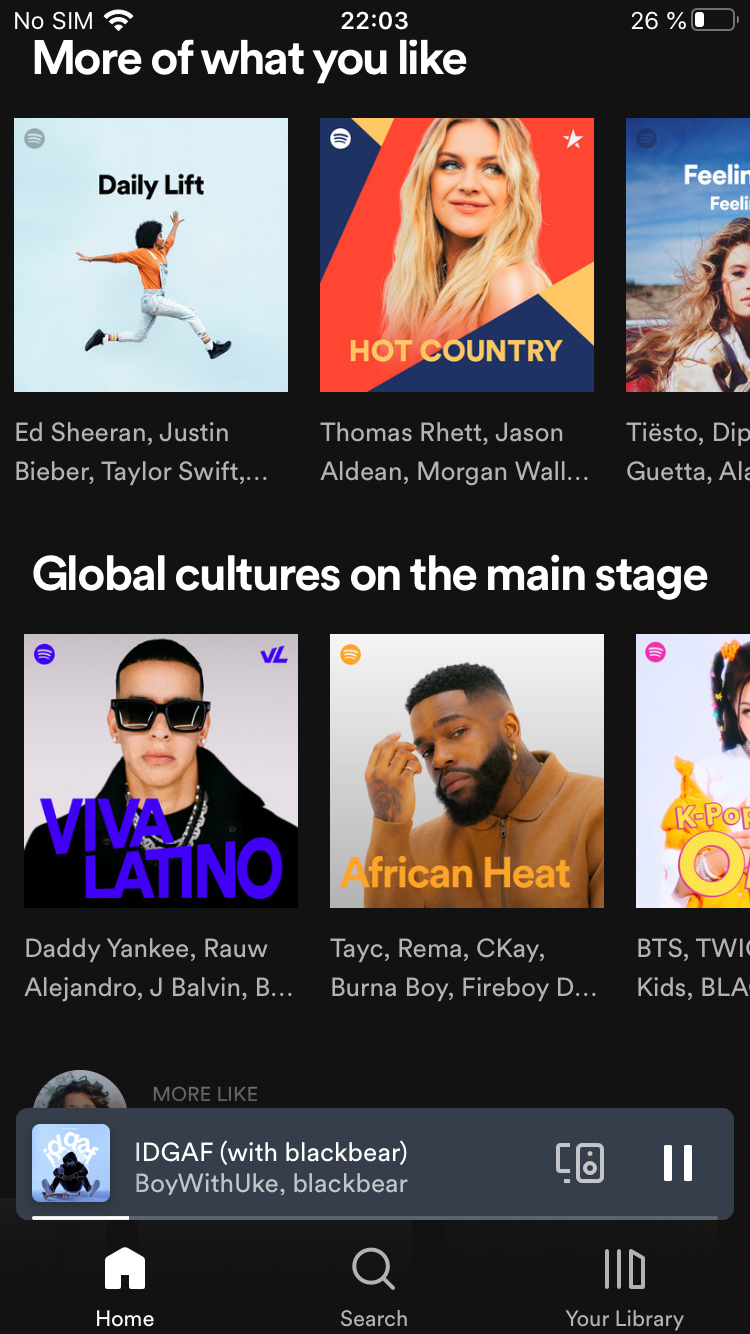 No SIM 22:03 26 %
More of what you like
Daily Lift
HOT COUNTRY
Feelin
Feeli
Ed Sheeran, Justin
Bieber, Taylor Swift,...
Thomas Rhett, Jason
Aldean, Morgan Wall...
Tiësto, Dip
Guetta, Ala
Global cultures on the main stage
VL
VIVA
LATINO
African Heat
K-POP
O
Daddy Yankee, Rauw
Alejandro, J Balvin, B...
Tayc, Rema, CKay,
Burna Boy, Fireboy D...
BTS, TWIC
Kids, BLA
MORE LIKE
idgaf
IDGAF (with blackbear)
BoyWithUke, blackbear
Home
Search
Your Library